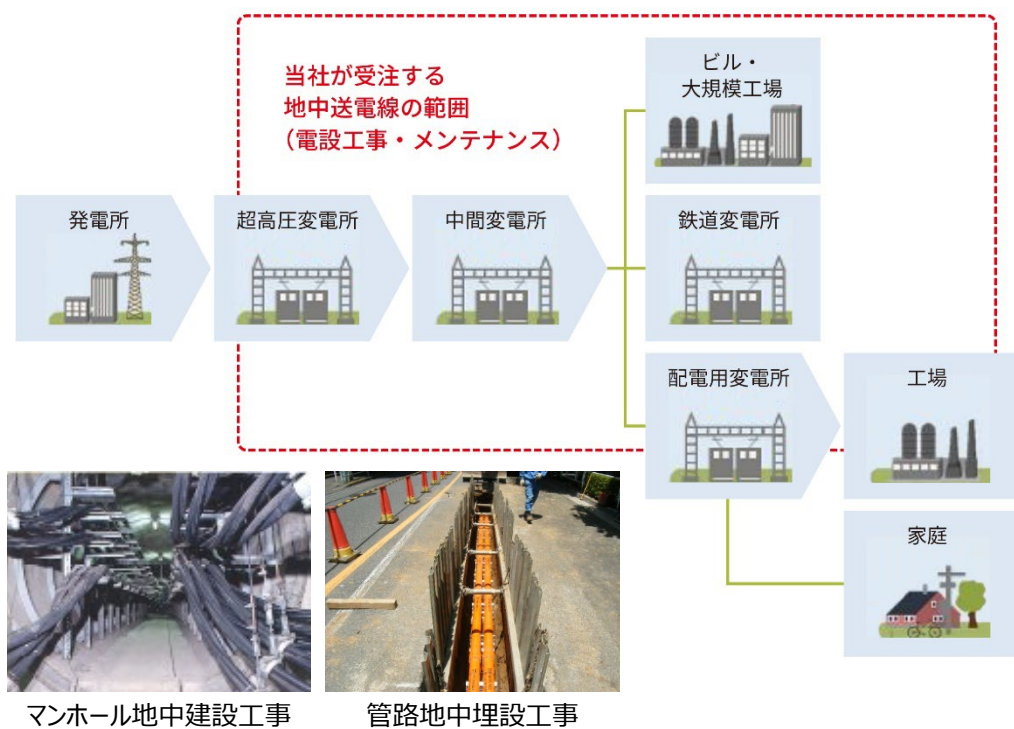 当社が受注する
地中送電線の範囲
（電設工事・メンテナンス）
ビル・
大規模工場
発電所
超高圧変電所
中間変電所
鉄道変電所
配電用変電所
工場
家庭
マンホール地中建設工事
管路地中埋設工事